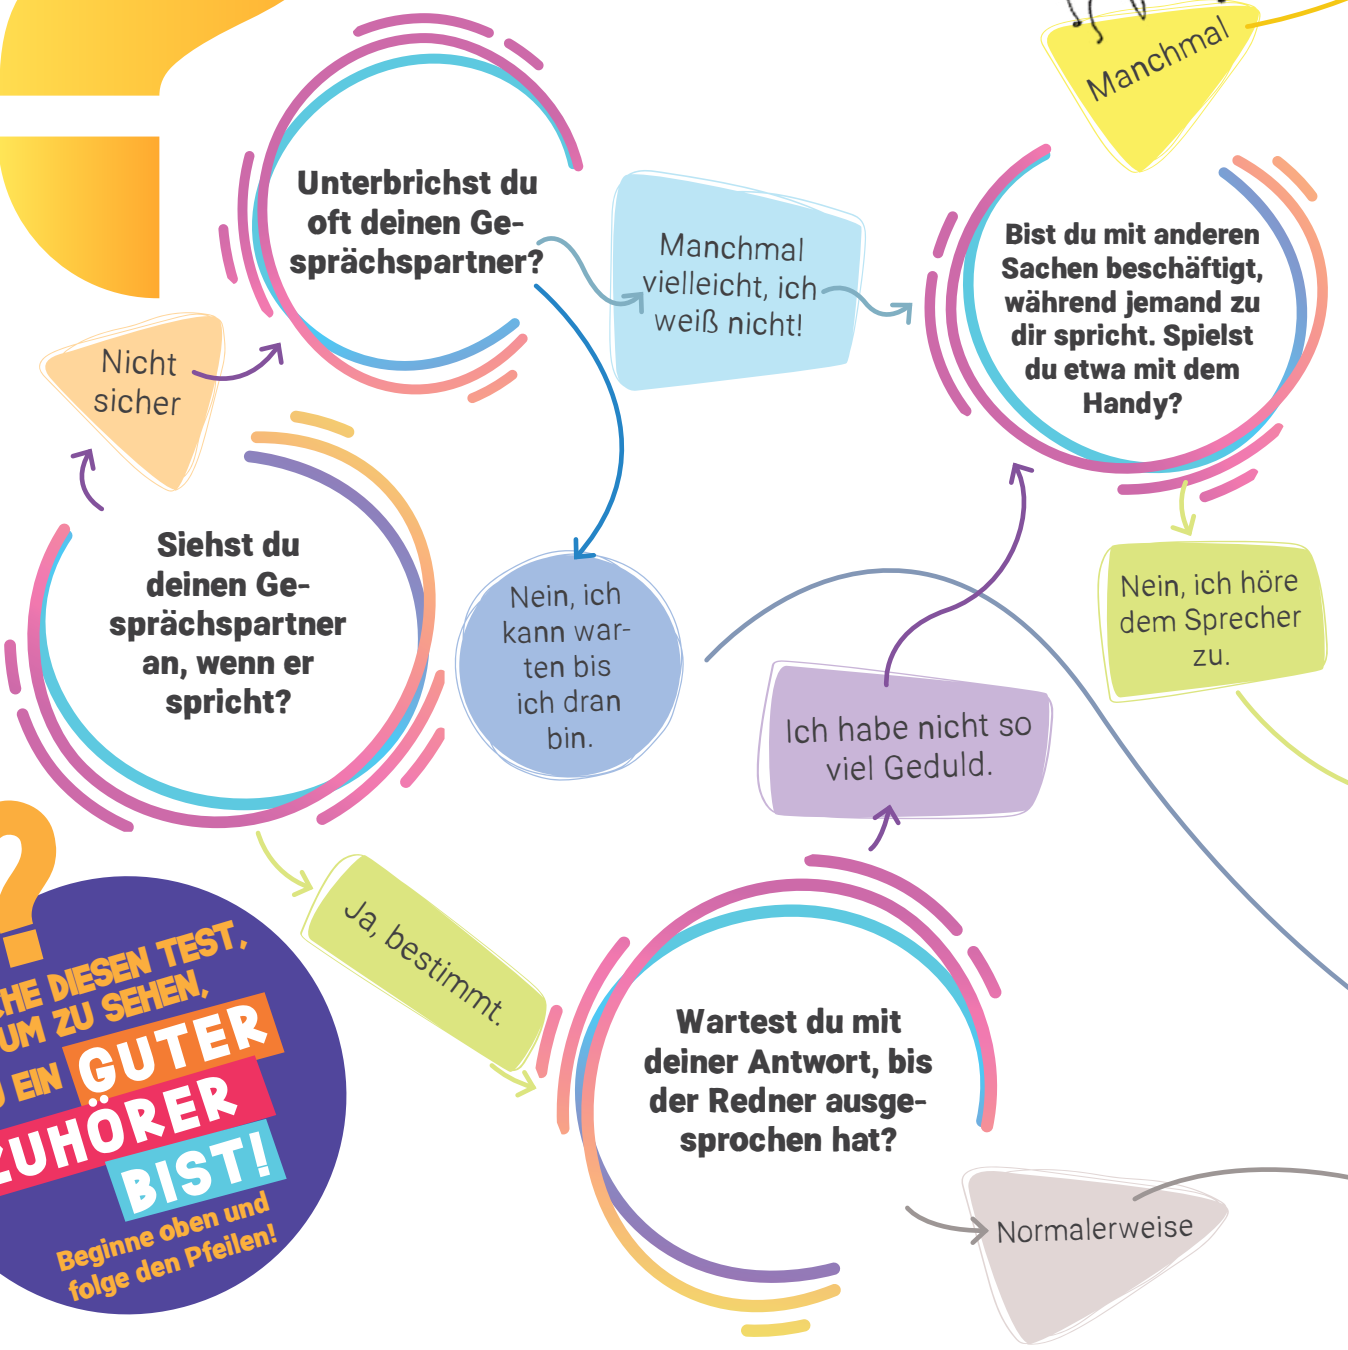 Manchmal
Unterbrichst du
oft deinen Ge-
sprächspartner?
Manchmal
vielleicht, ich
weiß nicht!
Bist du mit anderen
Sachen beschäftigt,
während jemand zu
dir spricht. Spielst
du etwa mit dem
Handy?
Nicht
sicher
Siehst du
deinen Ge-
sprächspartner
an, wenn er
spricht?
Nein, ich
kann war-
ten bis
ich dran
bin.
Nein, ich höre
dem Sprecher
zu.
Ich habe nicht so
viel Geduld.
Ja, bestimmt.
Wartest du mit
deiner Antwort, bis
der Redner ausge-
sprochen hat?
Normalerweise
?
DIESEN TEST,
UM ZU SEHEN,
EIN GUTER
ZUHÖRER
BIST!
Beginne oben und
folge den Pfeilen!